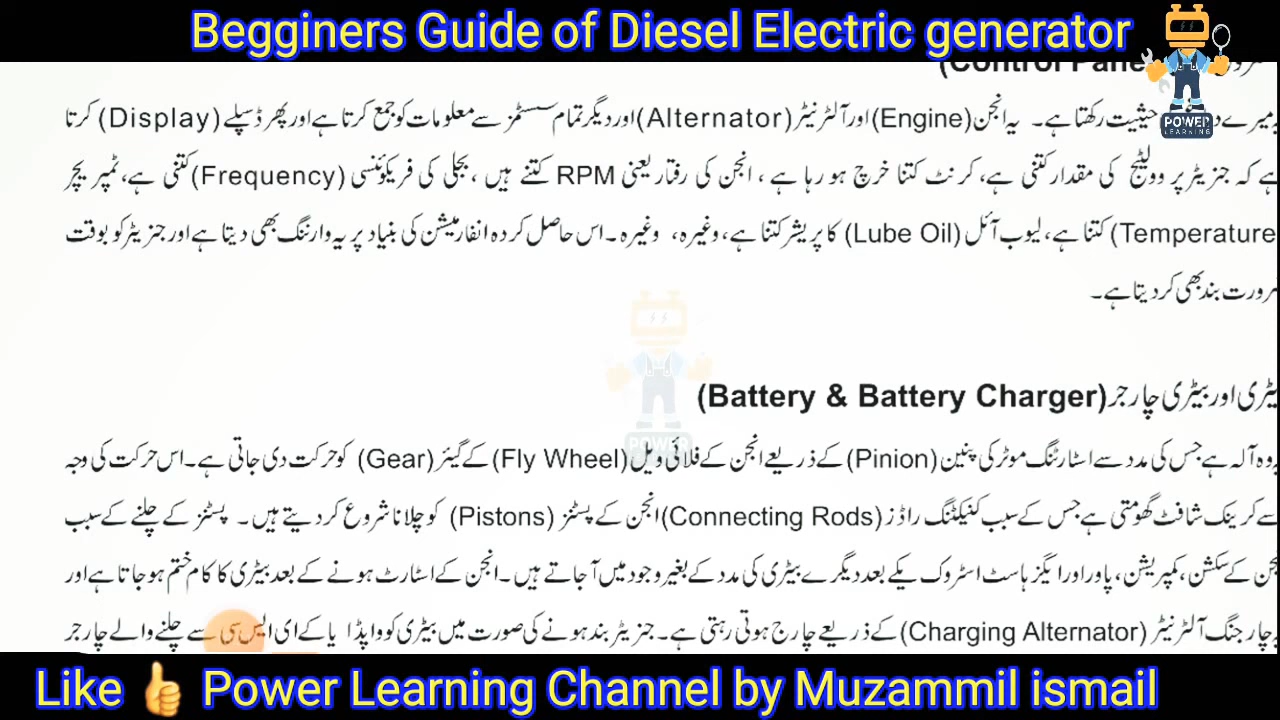 Begginers Guide of Diesel Electric generator
POWER
LEARNING
(Control Pane
حیثیت رکھتا ہے۔ یہ انجن (Engine) اور آلٹرنیٹر (Alternator) اور دیگر تمام سسٹمز سے معلومات کو جمع کرتا ہے اور پھر ڈسپلے (Display) کرتا
ہے کہ جنریٹر پر وولٹیج کی مقدار کتنی ہے، کرنٹ کتنا خرچ ہو رہا ہے، انجن کی رفتار یعنی RPM کتنے ہیں، بجلی کی فریکوئنسی (Frequency) کتنی ہے، ٹمپریچر
(Temperature) کتنا ہے، لیوب آئل (Lube Oil) کا پریشر کتنا ہے، وغیرہ، وغیرہ۔ اس حاصل کردہ انفارمیشن کی بنیاد پر یہ وارننگ بھی دیتا ہے اور جنریٹر کو بوقت
ضرورت بند بھی کر دیتا ہے۔
بیٹری اور بیٹری چارجر (Battery & Battery Charger)
یہ وہ آلہ ہے جس کی مدد سے اسٹارٹنگ موٹر کی پنین (Pinion) کے ذریعے انجن کے فلائی ویل (Fly Wheel) کے گیئر (Gear) کو حرکت دی جاتی ہے۔ اس حرکت کی وجہ
سے کرینک شافٹ گھومتی ہے جس کے سبب کنیکٹنگ راڈز (Connecting Rods) انجن کے پسٹنز (Pistons) کو چلانا شروع کر دیتے ہیں۔ پسٹنز کے چلنے کے سبب
انجن کے سکشن، کمپریشن، پاور اور ایگزہاسٹ اسٹروک یکے بعد دیگرے بیٹری کی مدد کے بغیر وجود میں آ جاتے ہیں۔ انجن کے اسٹارٹ ہونے کے بعد بیٹری کا کام ختم ہو جاتا ہے اور
چارجنگ آلٹرنیٹر (Charging Alternator) کے ذریعے چارج ہوتی رہتی ہے۔ جنریٹر بند ہونے کی صورت میں بیٹری کو واپڈا یا کے ای ایس سی سے چلنے والے چارجر
POWER
Like 👍 Power Learning Channel by Muzammil ismail